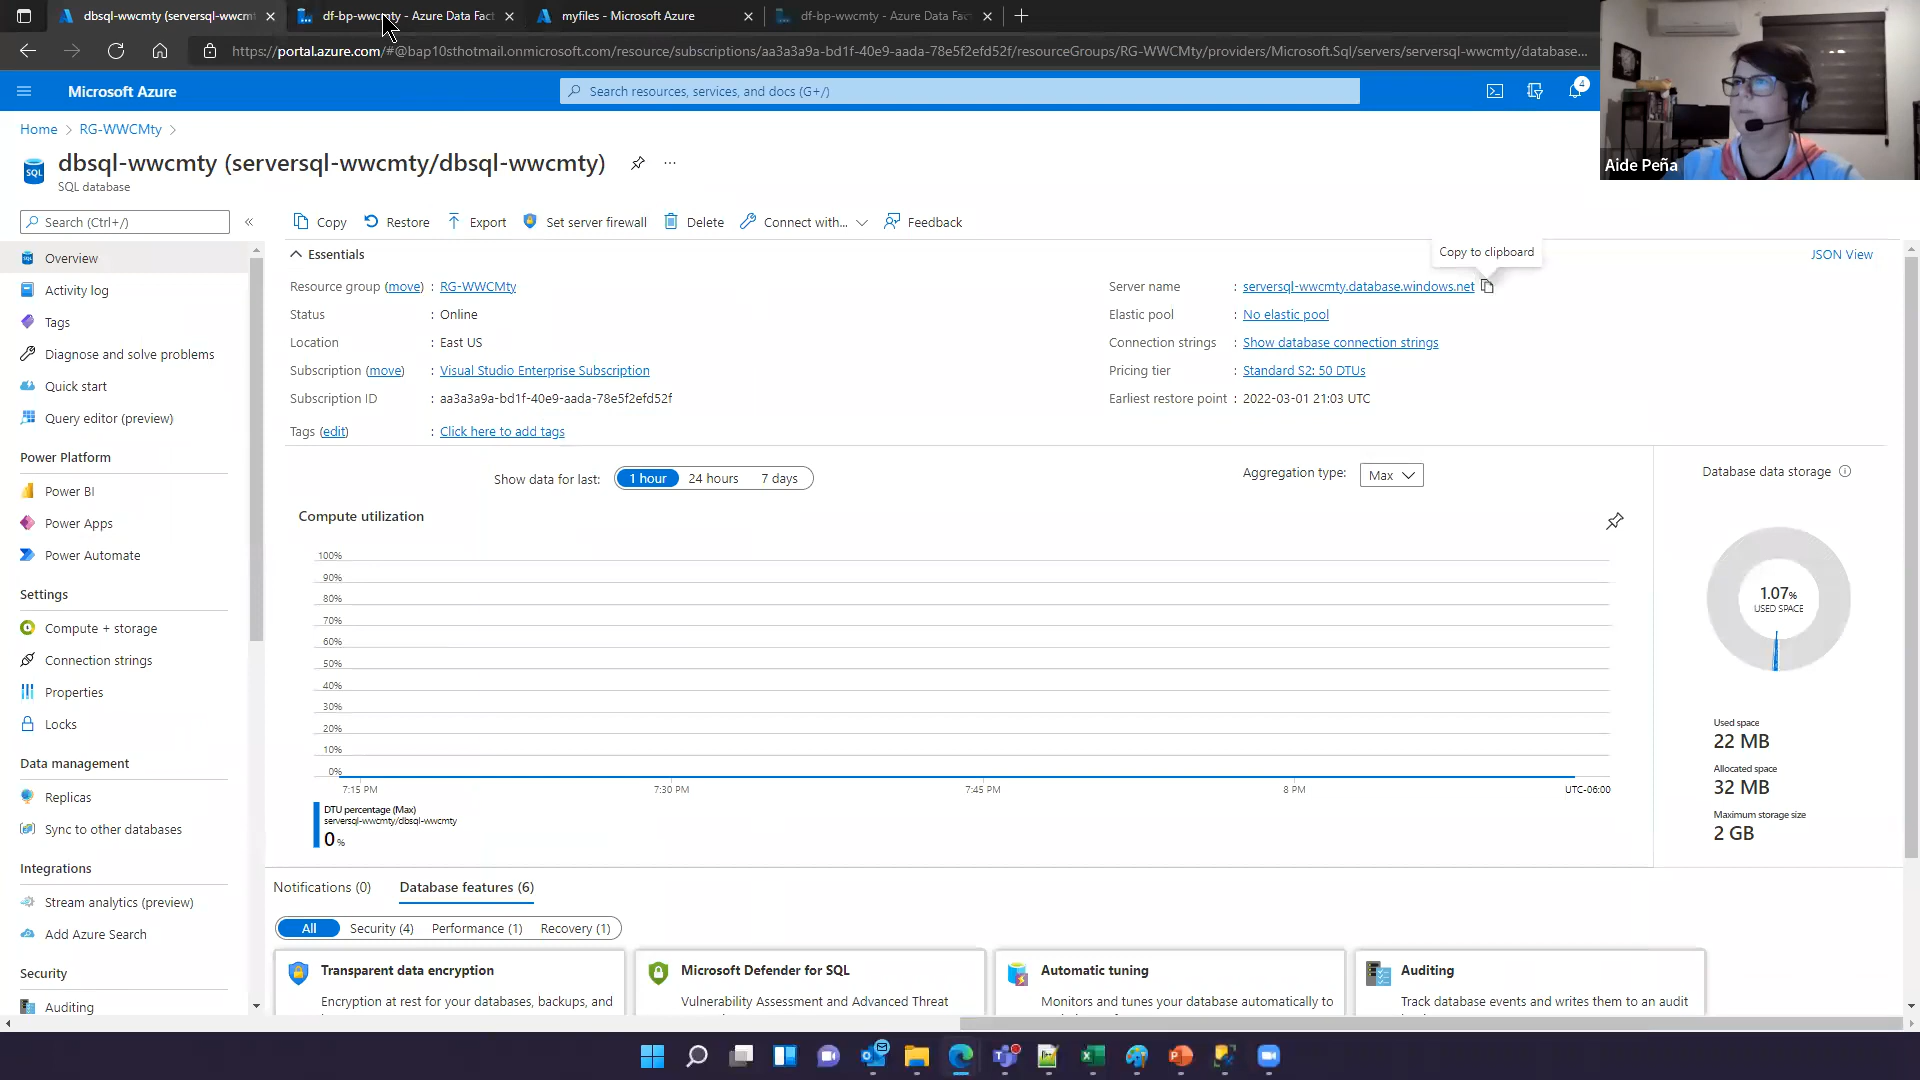 dbsql-wwcmty (serversql-wwcmt
df-bp-wwcmty - Azure Data Fact
myfiles - Microsoft Azure
df-bp-wwcmty - Azure Data Fac
https://portal.azure.com/#@bap10sthotmail.onmicrosoft.com/resource/subscriptions/aa3a3a9a-bd1f-40e9-aada-78e5f2efd52f/resourceGroups/RG-WWCMty/providers/Microsoft.Sql/servers/serversql-wwcmty/database...
Microsoft Azure
Search resources, services, and docs (G+/)
4
Aide Peña
Home > RG-WWCMty >
SQL
dbsql-wwcmty (serversql-wwcmty/dbsql-wwcmty)
SQL database
Search (Ctrl+/)
Copy
Restore
Export
Set server firewall
Delete
Connect with...
Feedback
Overview
Activity log
Tags
Diagnose and solve problems
Quick start
Query editor (preview)
Power Platform
Power BI
Power Apps
Power Automate
Settings
Compute + storage
Connection strings
Properties
Locks
Data management
Replicas
Sync to other databases
Integrations
Stream analytics (preview)
Add Azure Search
Security
Auditing
Essentials
Copy to clipboard
JSON View
Resource group (move) : RG-WWCMty
Status : Online
Location : East US
Subscription (move) : Visual Studio Enterprise Subscription
Subscription ID : aa3a3a9a-bd1f-40e9-aada-78e5f2efd52f
Tags (edit) : Click here to add tags
Server name : serversql-wwcmty.database.windows.net
Elastic pool : No elastic pool
Connection strings : Show database connection strings
Pricing tier : Standard S2: 50 DTUs
Earliest restore point : 2022-03-01 21:03 UTC
Show data for last: 1 hour 24 hours 7 days
Aggregation type: Max
Compute utilization
100%
90%
80%
70%
60%
50%
40%
30%
20%
10%
0%
7:15 PM
7:30 PM
7:45 PM
8 PM
UTC-06:00
DTU percentage (Max)
serversql-wwcmty/dbsql-wwcmty
0 %
Database data storage
1.07%
USED SPACE
Used space
22 MB
Allocated space
32 MB
Maximum storage size
2 GB
Notifications (0)
Database features (6)
All
Security (4)
Performance (1)
Recovery (1)
Transparent data encryption
Encryption at rest for your databases, backups, and
Microsoft Defender for SQL
Vulnerability Assessment and Advanced Threat
Automatic tuning
Monitors and tunes your database automatically to
Auditing
Track database events and writes them to an audit